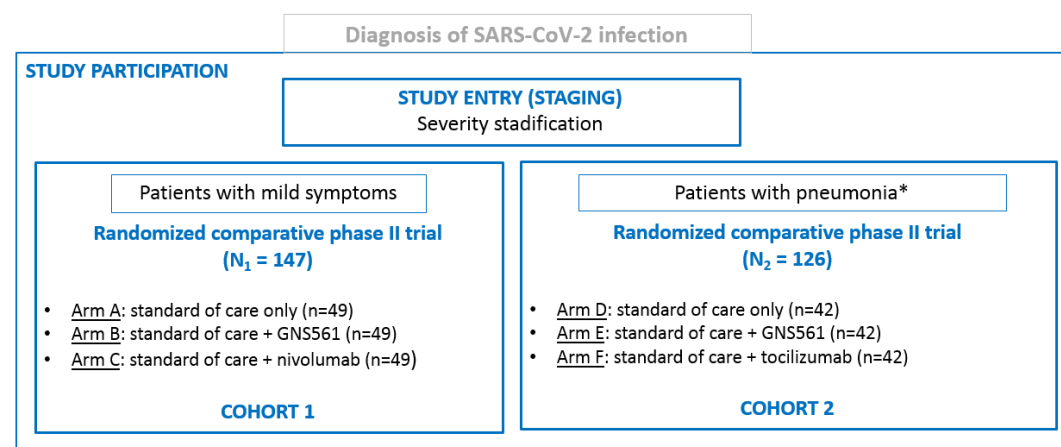 Diagnosis of SARS-CoV-2 infection
STUDY PARTICIPATION
STUDY ENTRY (STAGING)
Severity stadification
Patients with mild symptoms
Randomized comparative phase II trial
(N1 = 147)
• Arm A: standard of care only (n=49)
• Arm B: standard of care + GNS561 (n=49)
• Arm C: standard of care + nivolumab (n=49)
COHORT 1
Patients with pneumonia*
Randomized comparative phase II trial
(N2 = 126)
• Arm D: standard of care only (n=42)
• Arm E: standard of care + GNS561 (n=42)
• Arm F: standard of care + tocilizumab (n=42)
COHORT 2